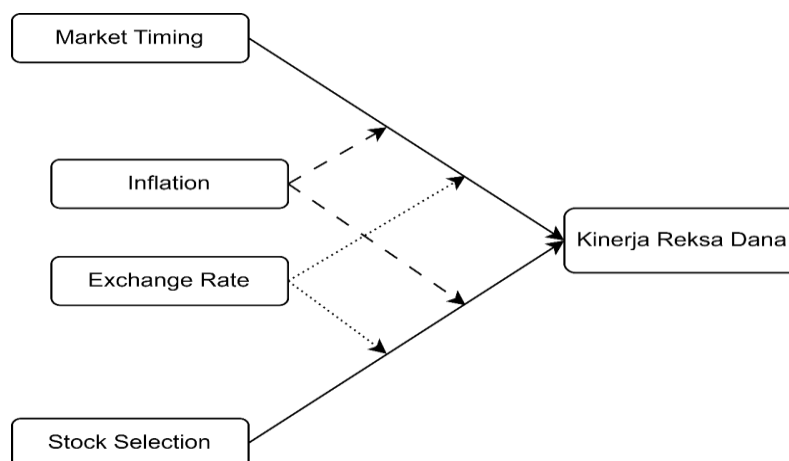 Market Timing
Inflation
Kinerja Reksa Dana
Exchange Rate
Stock Selection